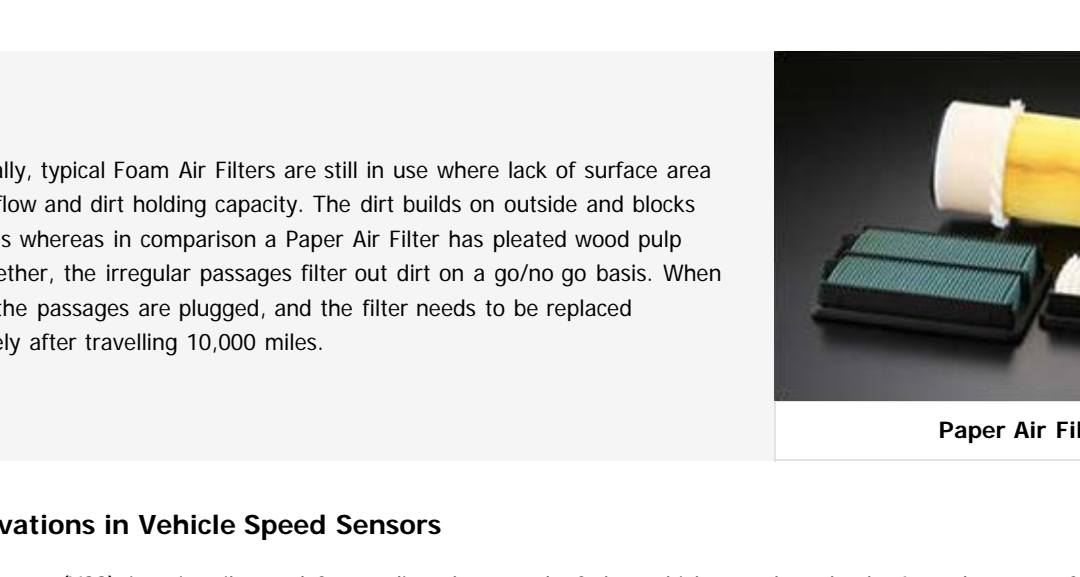 ally, typical Foam Air Filters are still in use where lack of surface area
flow and dirt holding capacity. The dirt builds on outside and blocks
s whereas in comparison a Paper Air Filter has pleated wood pulp
ether, the irregular passages filter out dirt on a go/no go basis. When
the passages are plugged, and the filter needs to be replaced
ely after travelling 10,000 miles.
Paper Air Fil
vations in Vehicle Speed Sensors